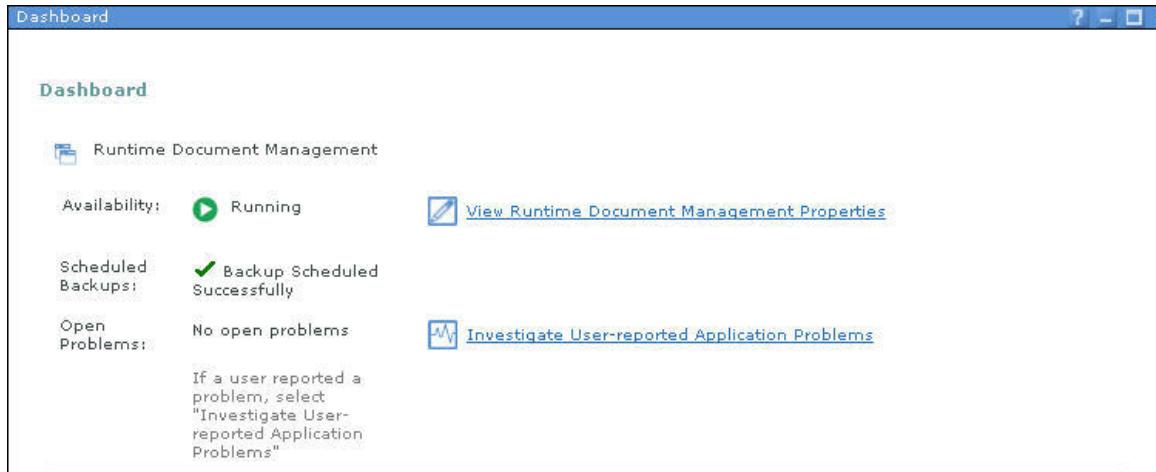 Dashboard
?
Dashboard
Runtime Document Management
Availability:
Running
View Runtime Document Management Properties
Scheduled
Backups:
Backup Scheduled
Successfully
Open
Problems:
No open problems
Investigate User-reported Application Problems
If a user reported a
problem, select
"Investigate User-
reported Application
Problems"